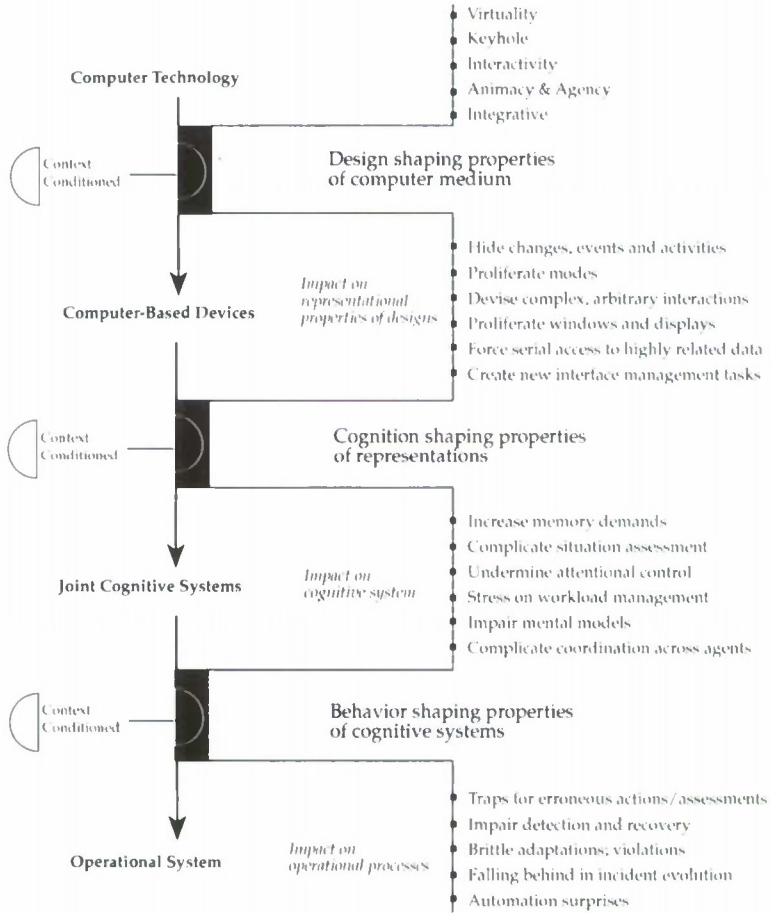 Virtuality
Keyhole
Interactivity
Animacy & Agency
Integrative
Computer Technology
Context
Conditioned
Design shaping properties
of computer medium
Hide changes, events and activities
Proliferate modes
Devise complex, arbitrary interactions
Proliferate windows and displays
Force serial access to highly related data
Create new interface management tasks
Impact on
representational
properties of designs
Computer-Based Devices
Context
Conditioned
Cognition shaping properties
of representations
Increase memory demands
Complicate situation assessment
Undermine attentional control
Stress on workload management
Impair mental models
Complicate coordination across agents
Impact on
cognitive system
Joint Cognitive Systems
Context
Conditioned
Behavior shaping properties
of cognitive systems
Traps for erroneous actions/assessments
Impair detection and recovery
Brittle adaptations; violations
Falling behind in incident evolution
Automation surprises
Impact on
operational processes
Operational System